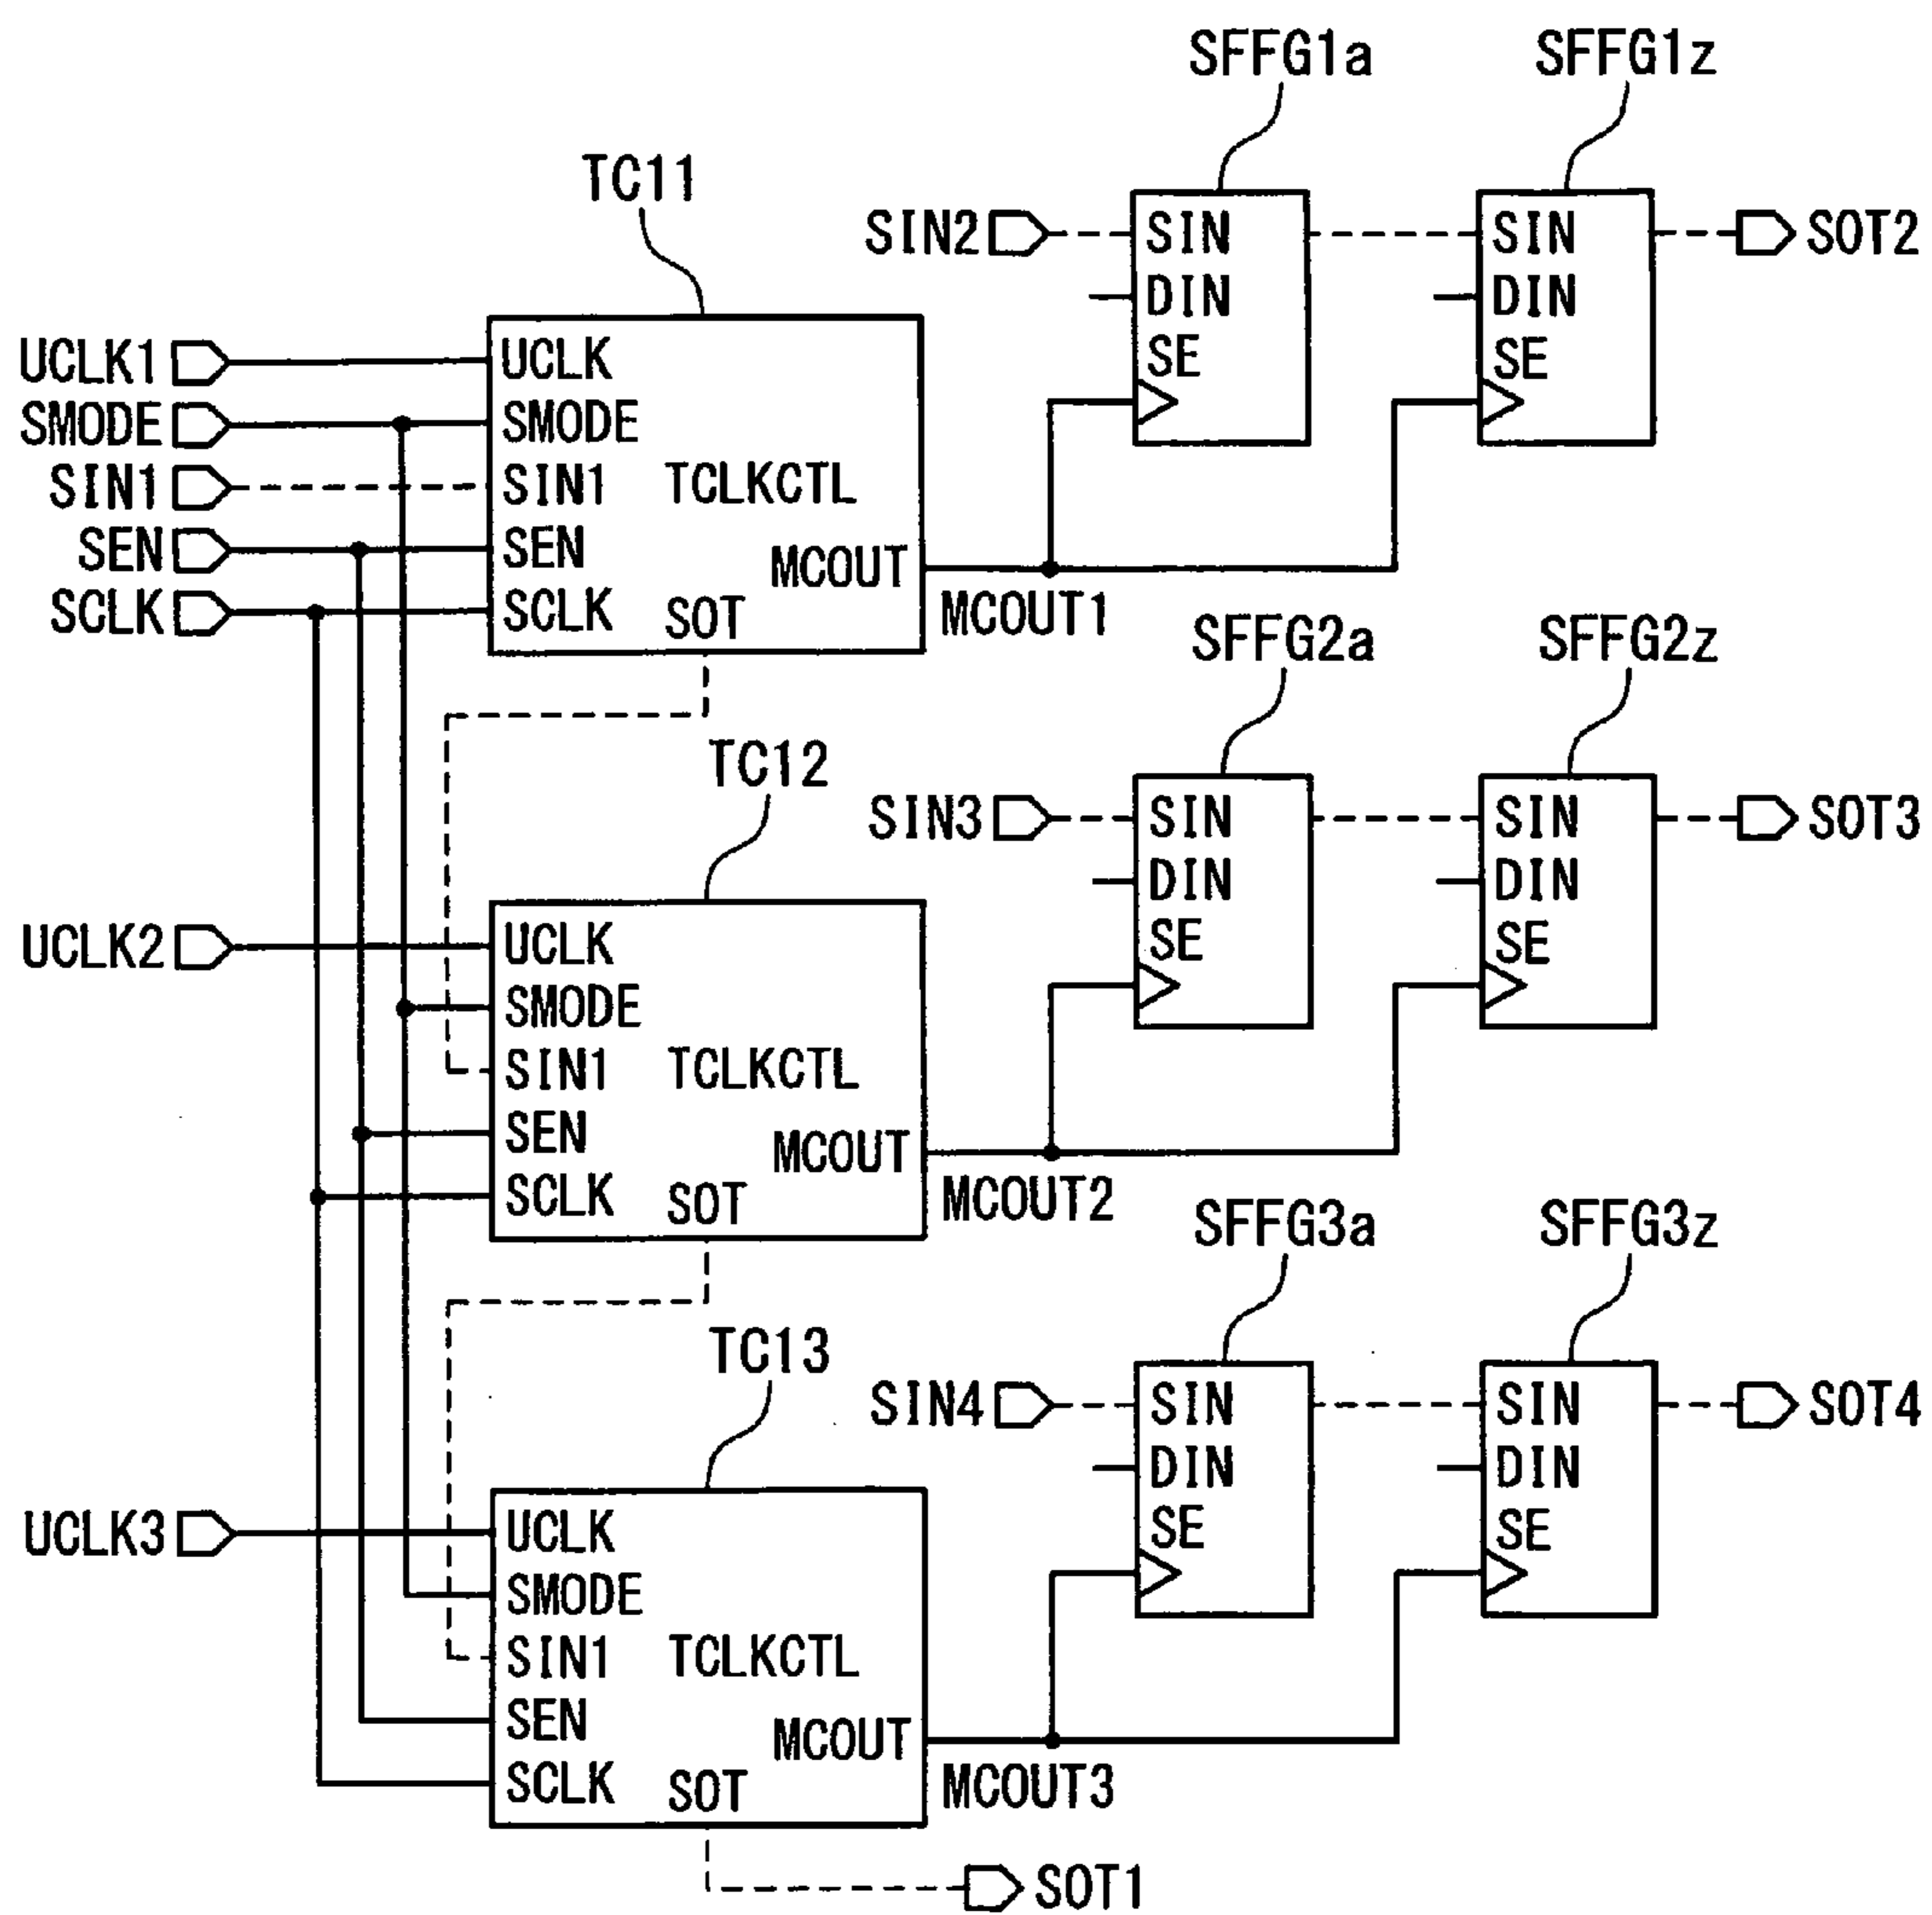 SFFG1a
SFFG1z
TC11
SIN2
SIN
DIN
SE
SIN
DIN
SE
SOT2
UCLK1
SMODE
SIN1
SEN
SCLK
UCLK
SMODE
SIN1
SEN
SCLK
TCLKCTL
MCOUT
SOT
MCOUT1
SFFG2a
SFFG2z
TC12
SIN3
SIN
DIN
SE
SIN
DIN
SE
SOT3
UCLK2
UCLK
SMODE
SIN1
SEN
SCLK
TCLKCTL
MCOUT
SOT
MCOUT2
SFFG3a
SFFG3z
TC13
SIN4
SIN
DIN
SE
SIN
DIN
SE
SOT4
UCLK3
UCLK
SMODE
SIN1
SEN
SCLK
TCLKCTL
MCOUT
SOT
MCOUT3
SOT1